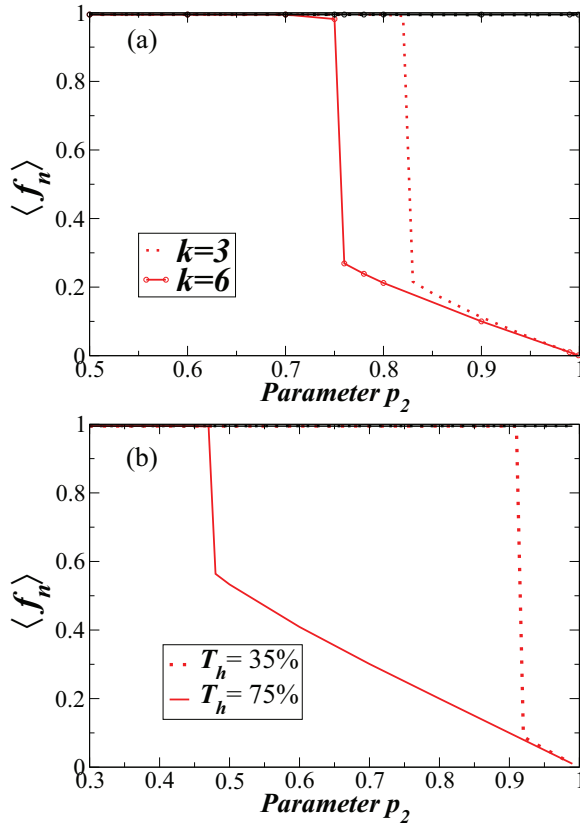 (a)
1
0.8
0.6
0.4
0.2
0
⟨f_n⟩
k=3
k=6
0.5 0.6 0.7 0.8 0.9 1
Parameter p_2
(b)
1
0.8
0.6
0.4
0.2
0
⟨f_n⟩
T_h = 35%
T_h = 75%
0.3 0.4 0.5 0.6 0.7 0.8 0.9 1
Parameter p_2